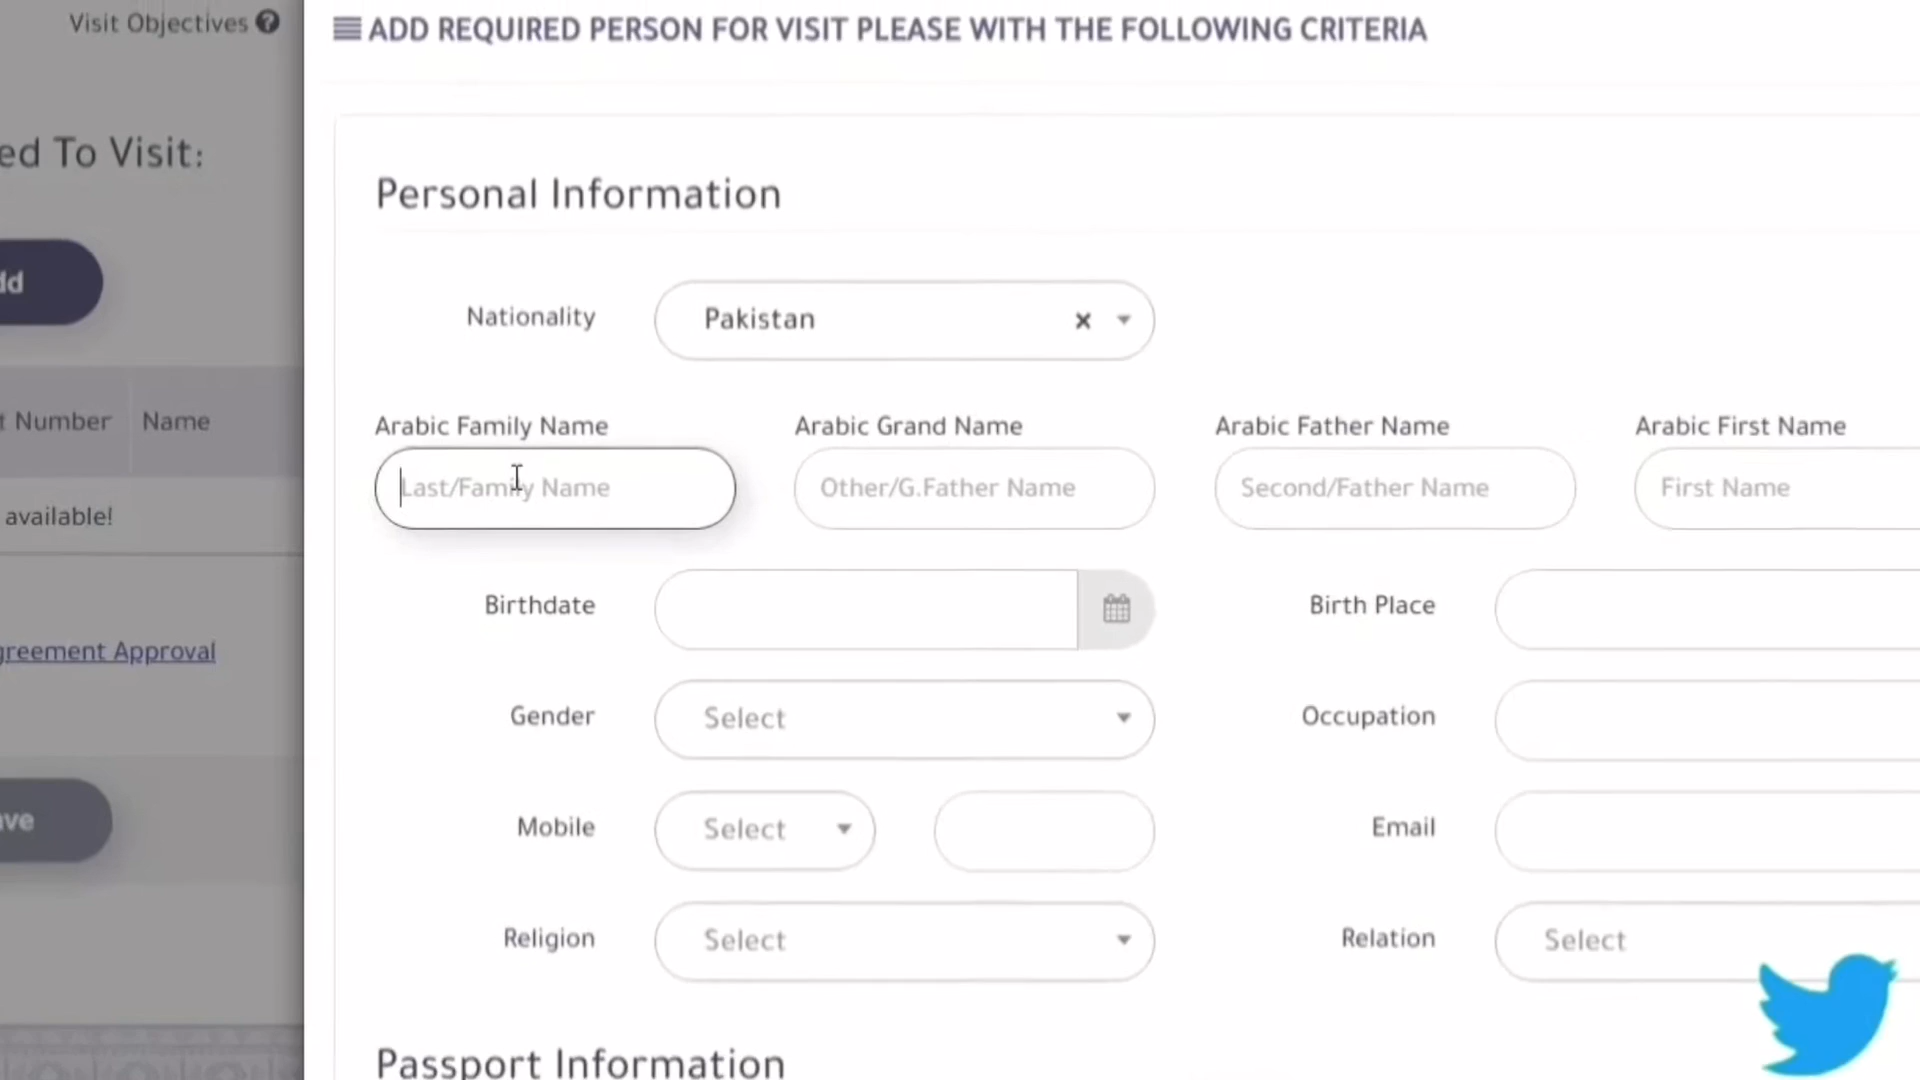 Visit Objectives ?
ADD REQUIRED PERSON FOR VISIT PLEASE WITH THE FOLLOWING CRITERIA
ed To Visit:
Personal Information
dd
Nationality Pakistan ×
t Number Name
Arabic Family Name Arabic Grand Name Arabic Father Name Arabic First Name
Last/Family Name Other/G.Father Name Second/Father Name First Name
available!
Birthdate Birth Place
greement Approval
Gender Select Occupation
ave
Mobile Select Email
Religion Select Relation Select
Passport Information